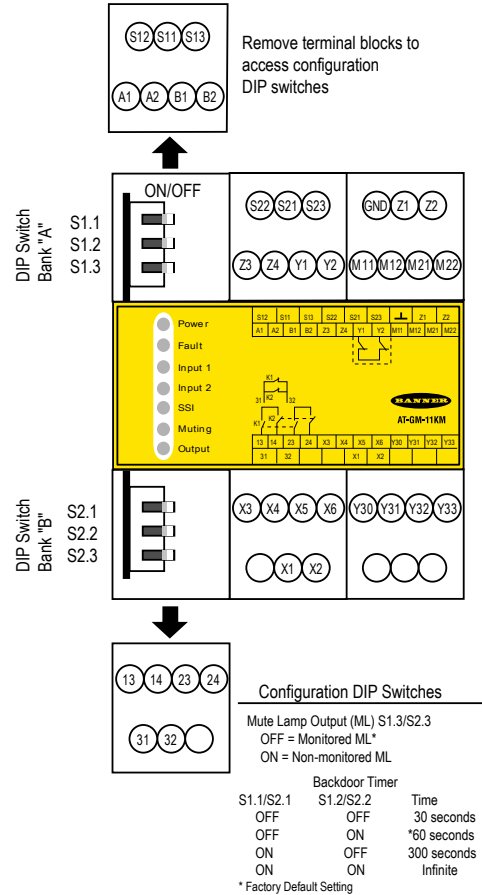 S12 S11 S13
Remove terminal blocks to
access configuration
DIP switches
A1 A2 B1 B2
ON/OFF
DIP Switch
Bank "A"
S1.1
S1.2
S1.3
S22 S21 S23
GND Z1 Z2
Z3 Z4 Y1 Y2
M11 M12 M21 M22
Power
Fault
Input 1
Input 2
SSI
Muting
Output
S12 S11 S13 S22 S21 S23 Z1 Z2
A1 A2 B1 B2 Z3 Z4 Y1 Y2 M11 M12 M21 M22
K1
K2
31 32
K1 K2
BANNER
AT-GM-11KM
13 14 23 24 X3 X4 X5 X6 Y30 Y31 Y32 Y33
31 32 X1 X2
DIP Switch
Bank "B"
S2.1
S2.2
S2.3
X3 X4 X5 X6
Y30 Y31 Y32 Y33
X1 X2
13 14 23 24
31 32
Configuration DIP Switches
Mute Lamp Output (ML) S1.3/S2.3
OFF = Monitored ML*
ON = Non-monitored ML
Backdoor Timer
S1.1/S2.1 S1.2/S2.2 Time
OFF OFF 30 seconds
OFF ON *60 seconds
ON OFF 300 seconds
ON ON Infinite
* Factory Default Setting